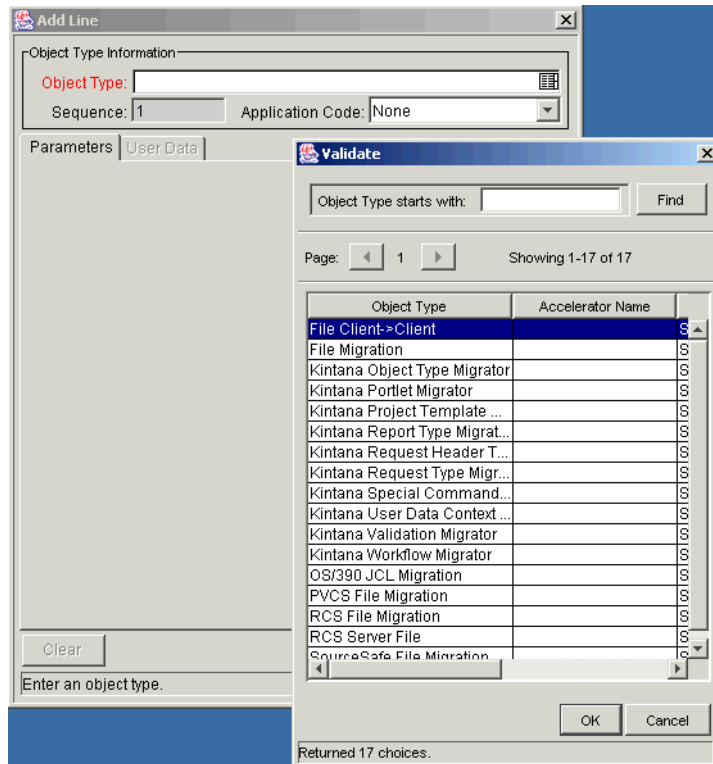 Add Line
Object Type Information
Object Type:
Sequence: 1 Application Code: None
Parameters User Data
Validate
Object Type starts with: Find
Page: 1 Showing 1-17 of 17
Object Type Accelerator Name
File Client->Client S
File Migration S
Kintana Object Type Migrator S
Kintana Portlet Migrator S
Kintana Project Template ... S
Kintana Report Type Migrat... S
Kintana Request Header T... S
Kintana Request Type Migr... S
Kintana Special Command... S
Kintana User Data Context ... S
Kintana Validation Migrator S
Kintana Workflow Migrator S
OS/390 JCL Migration S
PVCS File Migration S
RCS File Migration S
RCS Server File S
SourceSafe File Migration S
Clear
Enter an object type.
OK Cancel
Returned 17 choices.